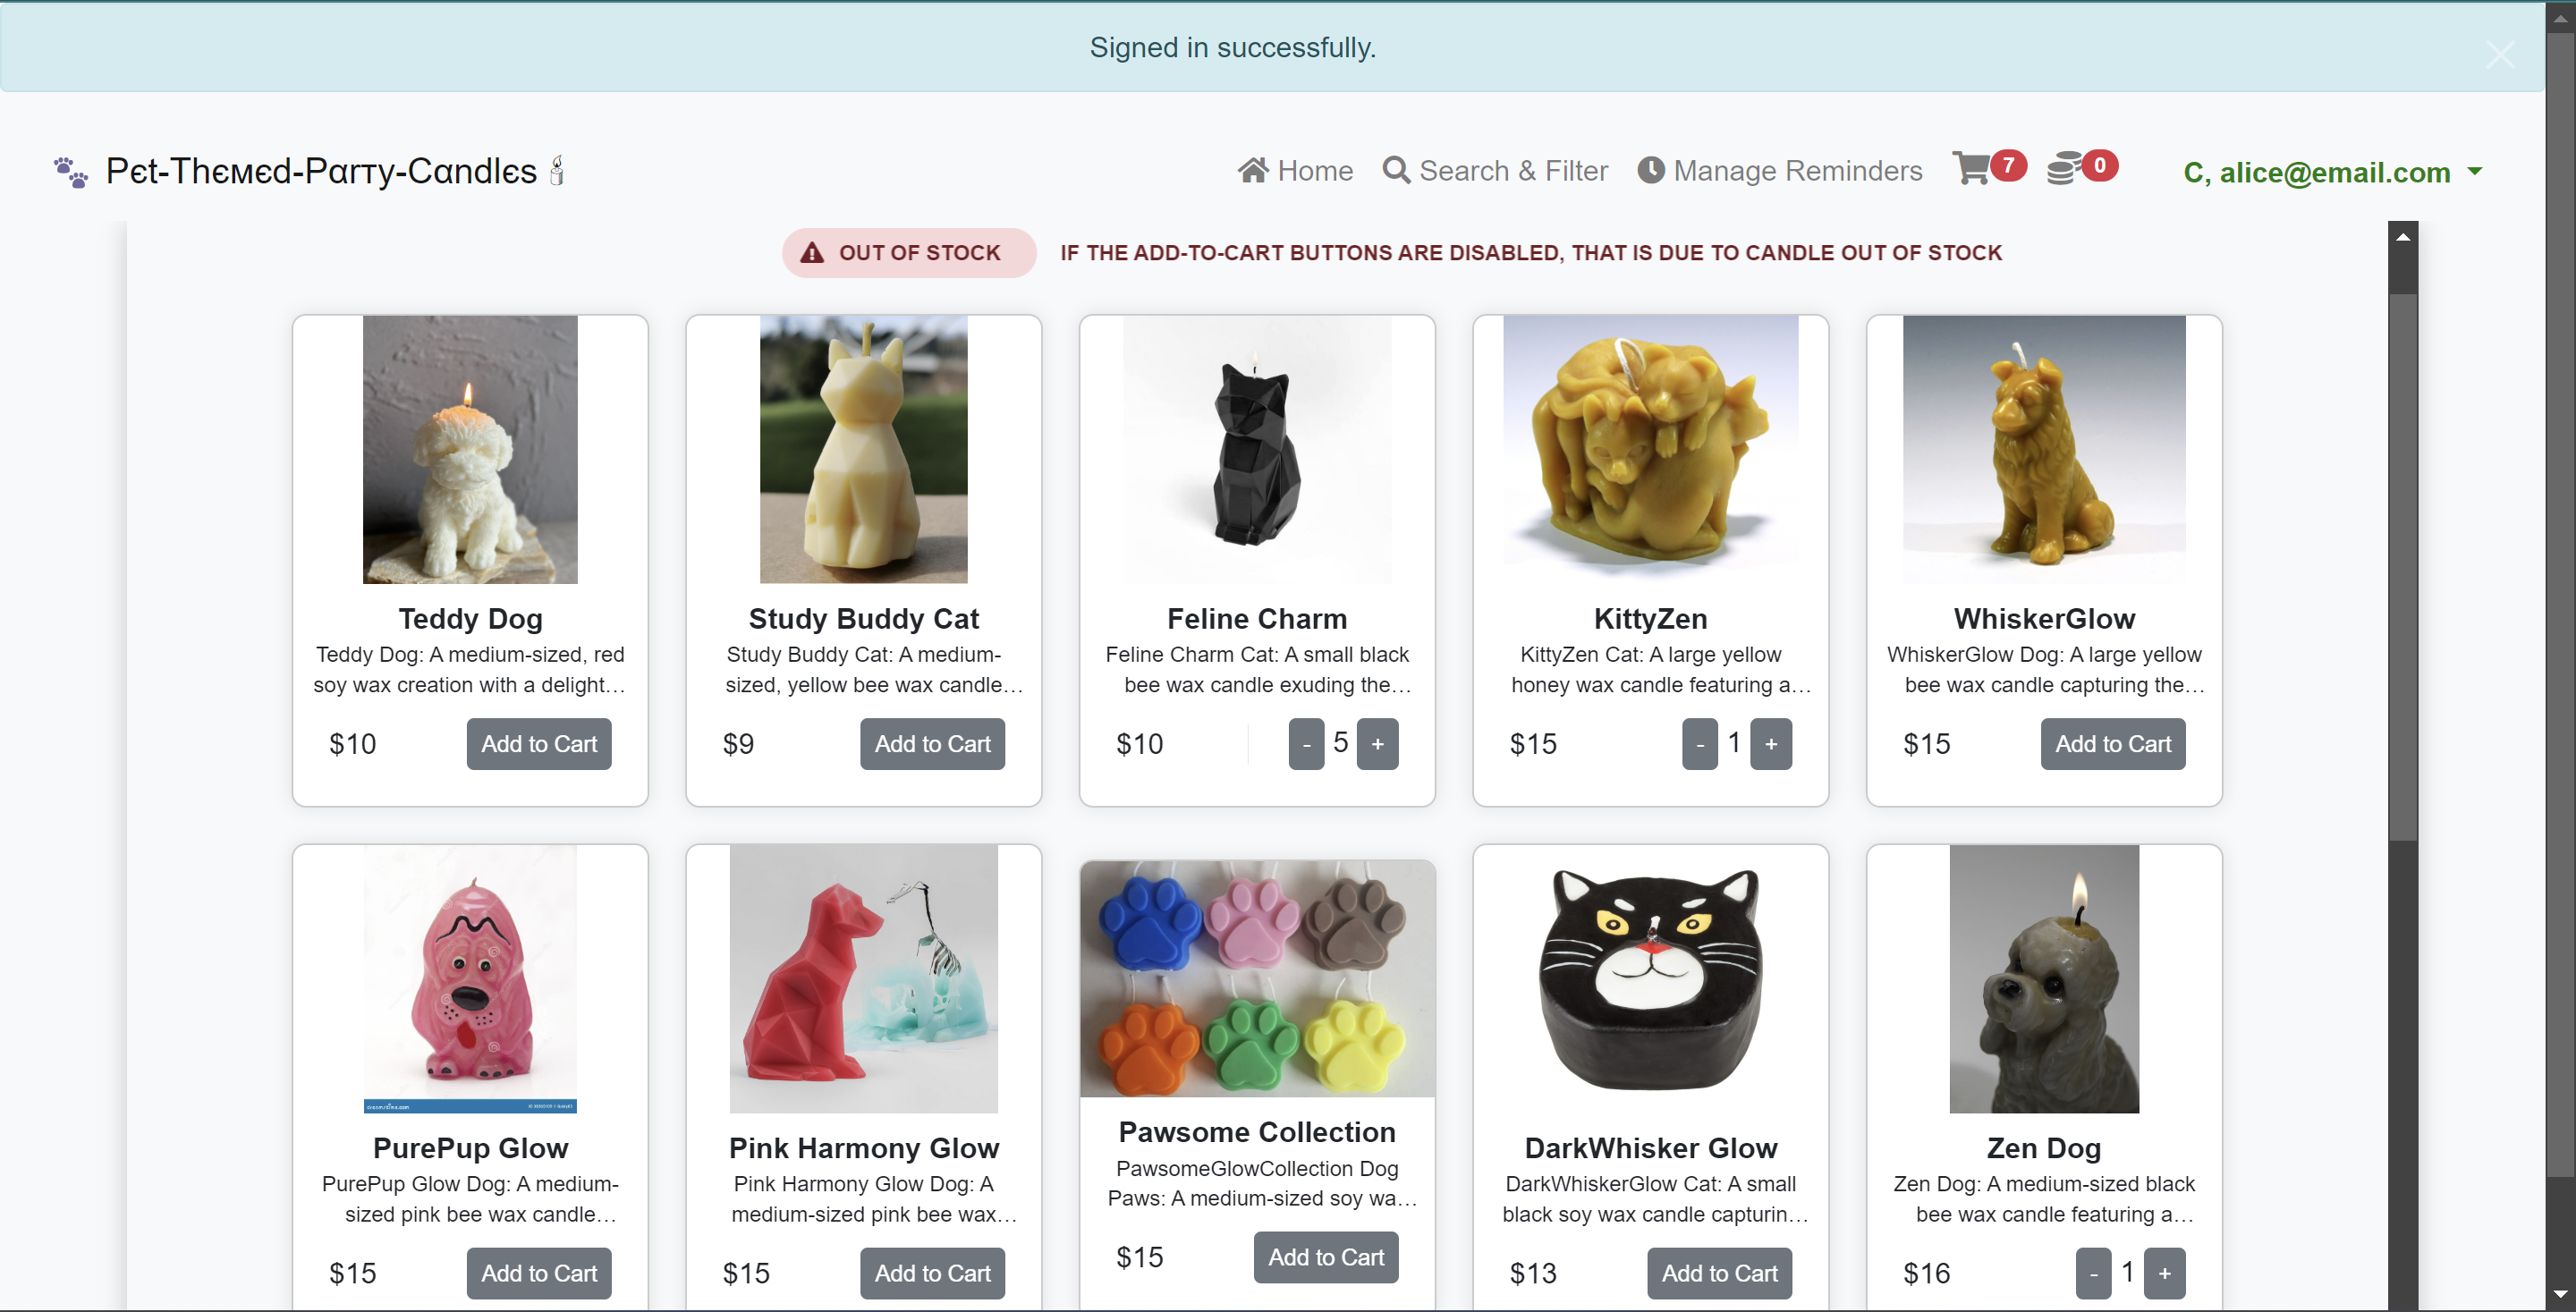 Signed in successfully.
Pєt-Thємєd-Pαrтy-Cαndlєs
Home
Search & Filter
Manage Reminders
7
0
C, alice@email.com
OUT OF STOCK
IF THE ADD-TO-CART BUTTONS ARE DISABLED, THAT IS DUE TO CANDLE OUT OF STOCK
Teddy Dog
Teddy Dog: A medium-sized, red
soy wax creation with a delight…
$10
Add to Cart
Study Buddy Cat
Study Buddy Cat: A medium-
sized, yellow bee wax candle…
$9
Add to Cart
Feline Charm
Feline Charm Cat: A small black
bee wax candle exuding the…
$10
- 5 +
KittyZen
KittyZen Cat: A large yellow
honey wax candle featuring a…
$15
- 1 +
WhiskerGlow
WhiskerGlow Dog: A large yellow
bee wax candle capturing the…
$15
Add to Cart
PurePup Glow
PurePup Glow Dog: A medium-
sized pink bee wax candle…
$15
Add to Cart
Pink Harmony Glow
Pink Harmony Glow Dog: A
medium-sized pink bee wax…
$15
Add to Cart
Pawsome Collection
PawsomeGlowCollection Dog
Paws: A medium-sized soy wa…
$15
Add to Cart
DarkWhisker Glow
DarkWhiskerGlow Cat: A small
black soy wax candle capturin…
$13
Add to Cart
Zen Dog
Zen Dog: A medium-sized black
bee wax candle featuring a…
$16
- 1 +